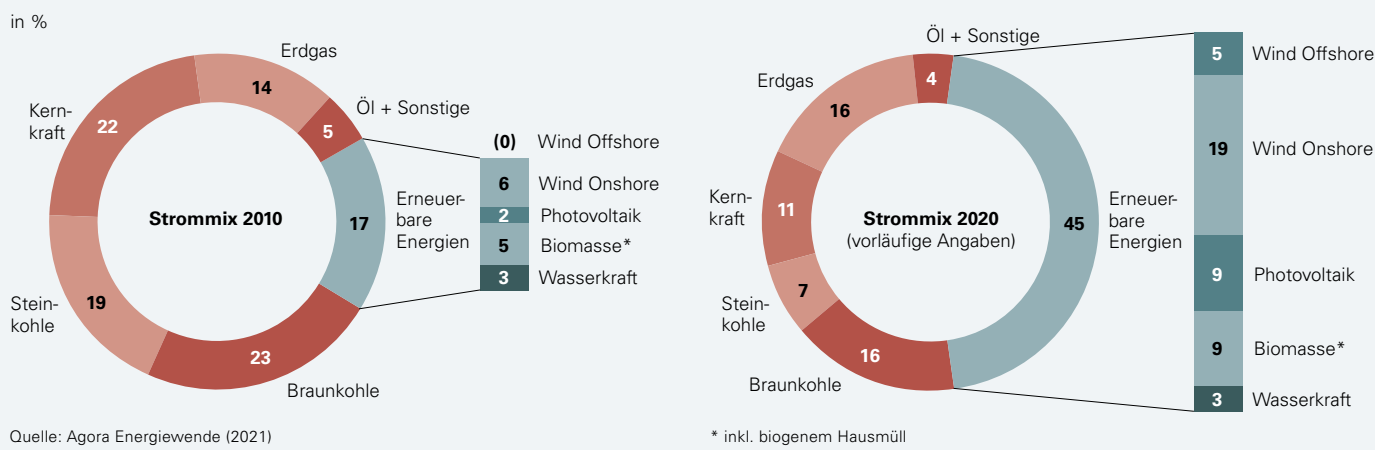 in %
Erdgas
14
Öl + Sonstige
5
Kern-
kraft
22
Strommix 2010
17
Erneuer-
bare
Energien
Stein-
kohle
19
23
Braunkohle
(0) Wind Offshore
6 Wind Onshore
2 Photovoltaik
5 Biomasse*
3 Wasserkraft
Quelle: Agora Energiewende (2021)
Öl + Sonstige
4
Erdgas
16
Kern-
kraft
11
Strommix 2020
(vorläufige Angaben)
45
Erneuer-
bare
Energien
Stein-
kohle
7
16
Braunkohle
5 Wind Offshore
19 Wind Onshore
9 Photovoltaik
9 Biomasse*
3 Wasserkraft
* inkl. biogenem Hausmüll